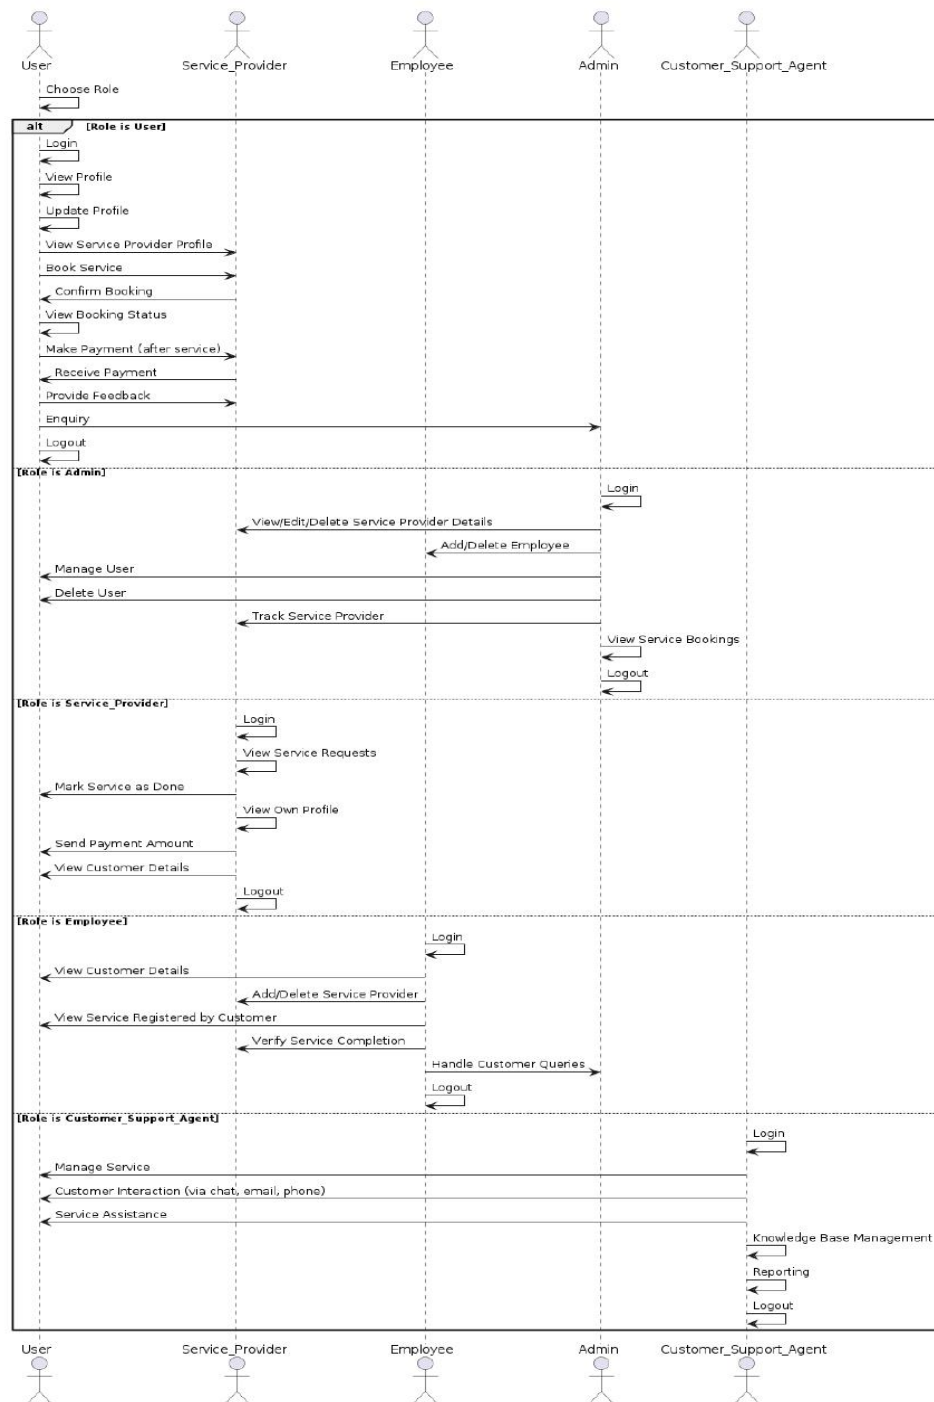 User Service_Provider Employee Admin Customer_Support_Agent
Choose Role
alt [Role is User]
Login
View Profile
Update Profile
View Service Provider Profile
Book Service
Confirm Booking
View Booking Status
Make Payment (after service)
Receive Payment
Provide Feedback
Enquiry
Logout
[Role is Admin]
Login
View/Edit/Delete Service Provider Details
Add/Delete Employee
Manage User
Delete User
Track Service Provider
View Service Bookings
Logout
[Role is Service_Provider]
Login
View Service Requests
Mark Service as Done
View Own Profile
Send Payment Amount
View Customer Details
Logout
[Role is Employee]
Login
View Customer Details
Add/Delete Service Provider
View Service Registered by Customer
Verify Service Completion
Handle Customer Queries
Logout
[Role is Customer_Support_Agent]
Login
Manage Service
Customer Interaction (via chat, email, phone)
Service Assistance
Knowledge Base Management
Reporting
Logout
User Service_Provider Employee Admin Customer_Support_Agent